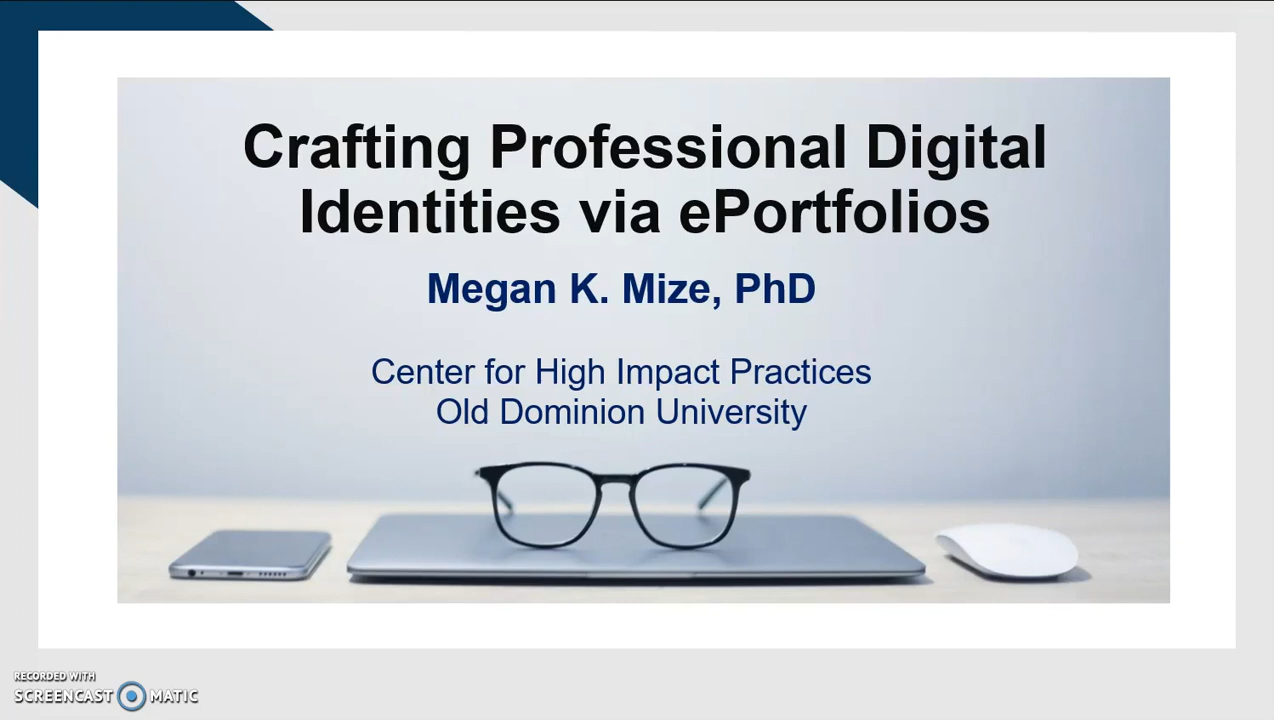 Crafting Professional Digital
Identities via ePortfolios
Megan K. Mize, PhD
Center for High Impact Practices
Old Dominion University
RECORDED WITH
SCREENCAST MATIC